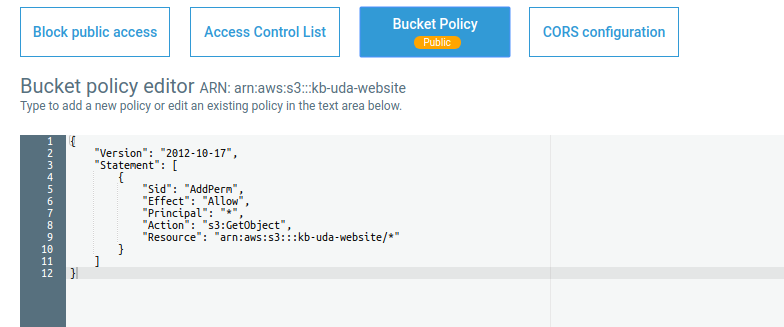 Block public access Access Control List Bucket Policy CORS configuration
Public
Bucket policy editor ARN: arn:aws:s3:::kb-uda-website
Type to add a new policy or edit an existing policy in the text area below.
1 {
2 "Version": "2012-10-17",
3 "Statement": [
4 {
5 "Sid": "AddPerm",
6 "Effect": "Allow",
7 "Principal": "*",
8 "Action": "s3:GetObject",
9 "Resource": "arn:aws:s3:::kb-uda-website/*"
10 }
11 ]
12 }